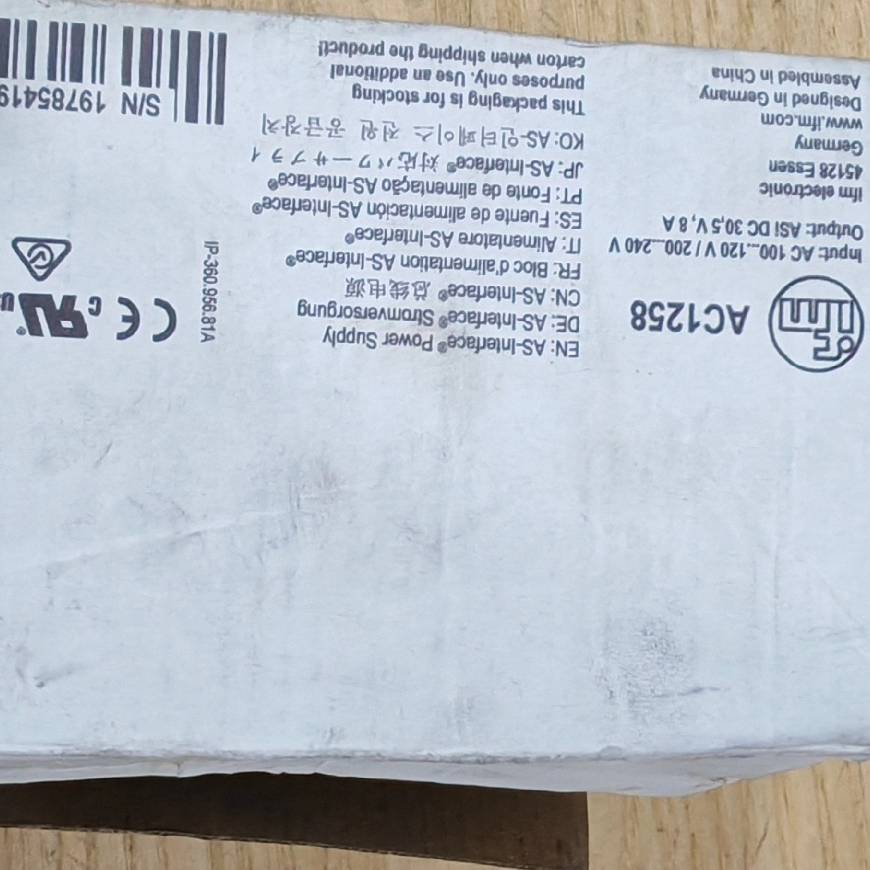 ifm
AC1258
Input: AC 100...120 V / 200...240 V
Output: ASi DC 30,5 V, 8 A
ifm electronic
45128 Essen
Germany
www.ifm.com
Designed in Germany
Assembled in China
EN: AS-Interface® Power Supply
DE: AS-Interface® Stromversorgung
CN: AS-Interface® 总线电源
FR: Bloc d'alimentation AS-Interface®
IT: Alimentatore AS-Interface®
ES: Fuente de alimentación AS-Interface®
PT: Fonte de alimentação AS-Interface®
JP: AS-Interface® 対応パワーサプライ
KO: AS-인터페이스 전원 공급장치
This packaging is for stocking
purposes only. Use an additional
carton when shipping the product!
IP-360.956.81A
CE
S/N 19785419